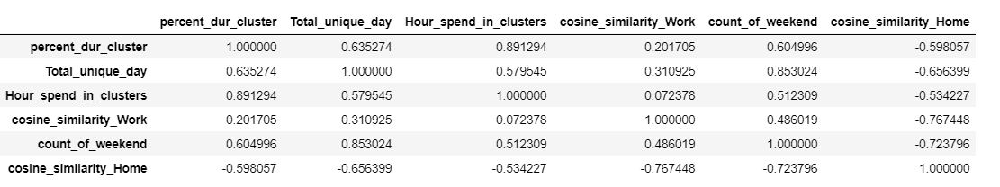 percent_dur_cluster Total_unique_day Hour_spend_in_clusters cosine_similarity_Work count_of_weekend cosine_similarity_Home
percent_dur_cluster 1.000000 0.635274 0.891294 0.201705 0.604996 -0.598057
Total_unique_day 0.635274 1.000000 0.579545 0.310925 0.853024 -0.656399
Hour_spend_in_clusters 0.891294 0.579545 1.000000 0.072378 0.512309 -0.534227
cosine_similarity_Work 0.201705 0.310925 0.072378 1.000000 0.486019 -0.767448
count_of_weekend 0.604996 0.853024 0.512309 0.486019 1.000000 -0.723796
cosine_similarity_Home -0.598057 -0.656399 -0.534227 -0.767448 -0.723796 1.000000